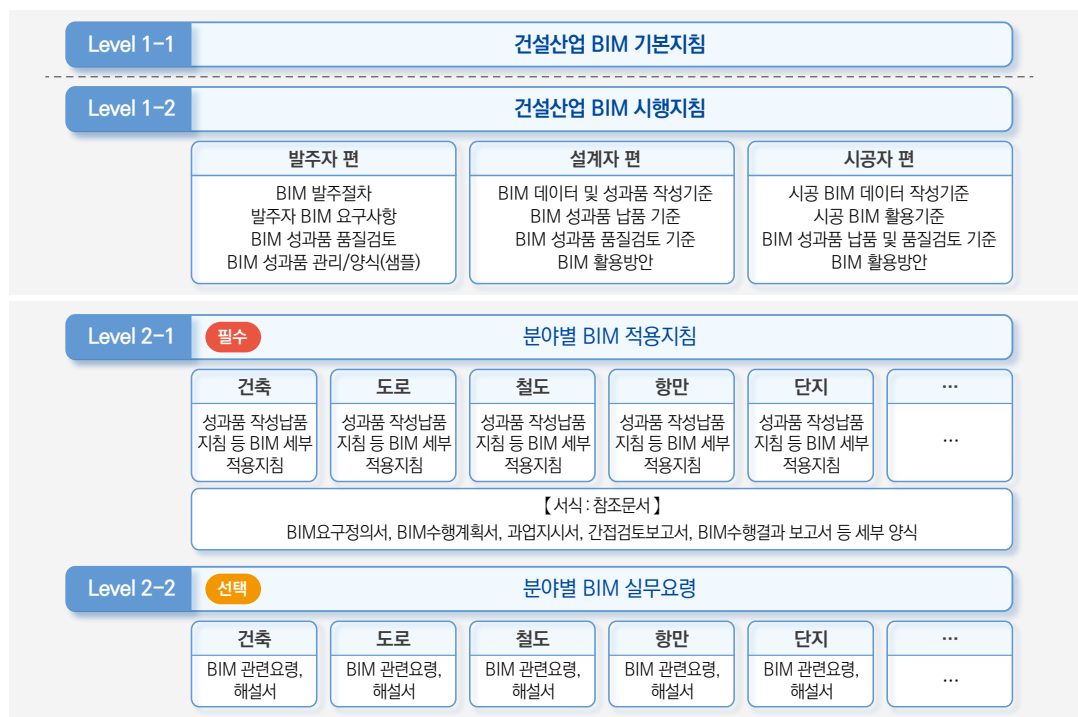 Level 1-1
건설산업 BIM 기본지침
Level 1-2
건설산업 BIM 시행지침
발주자 편
BIM 발주절차
발주자 BIM 요구사항
BIM 성과품 품질검토
BIM 성과품 관리/양식(샘플)
설계자 편
BIM 데이터 및 성과품 작성기준
BIM 성과품 납품 기준
BIM 성과품 품질검토 기준
BIM 활용방안
시공자 편
시공 BIM 데이터 작성기준
시공 BIM 활용기준
BIM 성과품 납품 및 품질검토 기준
BIM 활용방안
Level 2-1
필수
분야별 BIM 적용지침
건축
성과품 작성납품
지침 등 BIM 세부
적용지침
도로
성과품 작성납품
지침 등 BIM 세부
적용지침
철도
성과품 작성납품
지침 등 BIM 세부
적용지침
항만
성과품 작성납품
지침 등 BIM 세부
적용지침
단지
성과품 작성납품
지침 등 BIM 세부
적용지침
…
…
【 서식 : 참조문서 】
BIM요구정의서, BIM수행계획서, 과업지시서, 간접검토보고서, BIM수행결과 보고서 등 세부 양식
Level 2-2
선택
분야별 BIM 실무요령
건축
BIM 관련요령,
해설서
도로
BIM 관련요령,
해설서
철도
BIM 관련요령,
해설서
항만
BIM 관련요령,
해설서
단지
BIM 관련요령,
해설서
…
…